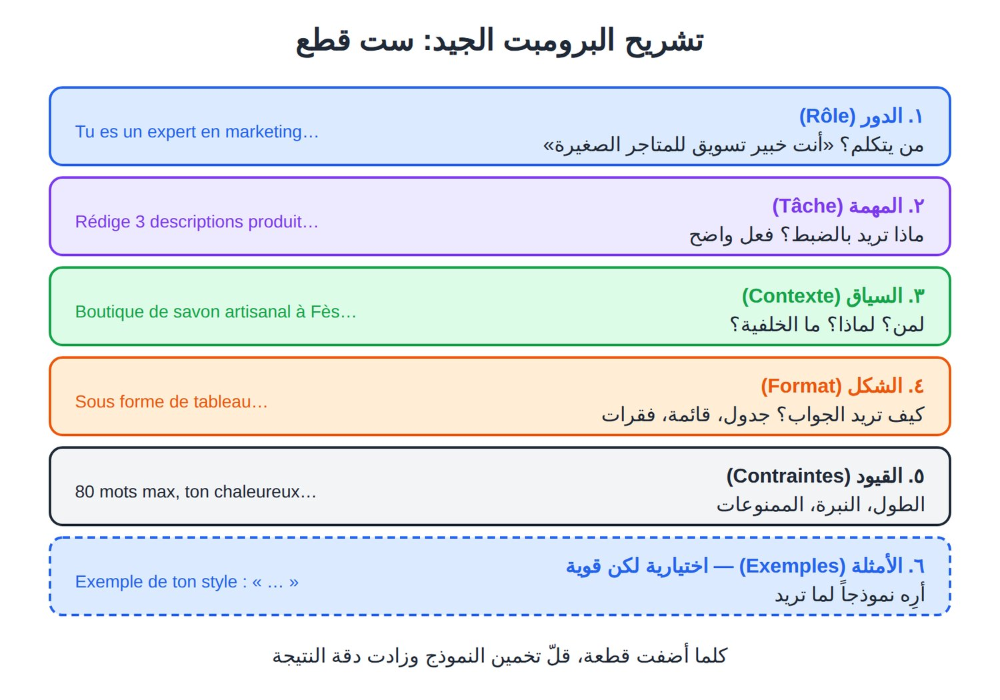 تشريح البرومبت الجيد: ست قطع
١. الدور (Rôle)
من يتكلم؟ «أنت خبير تسويق للمتاجر الصغيرة»
Tu es un expert en marketing…
٢. المهمة (Tâche)
ماذا تريد بالضبط؟ فعل واضح
Rédige 3 descriptions produit…
٣. السياق (Contexte)
لمن؟ لماذا؟ ما الخلفية؟
Boutique de savon artisanal à Fès…
٤. الشكل (Format)
كيف تريد الجواب؟ جدول، قائمة، فقرات
Sous forme de tableau…
٥. القيود (Contraintes)
الطول، النبرة، الممنوعات
80 mots max, ton chaleureux…
٦. الأمثلة (Exemples) — اختيارية لكن قوية
أرِه نموذجاً لما تريد
Exemple de ton style : « … »
كلما أضفت قطعة، قلّ تخمين النموذج وزادت دقة النتيجة